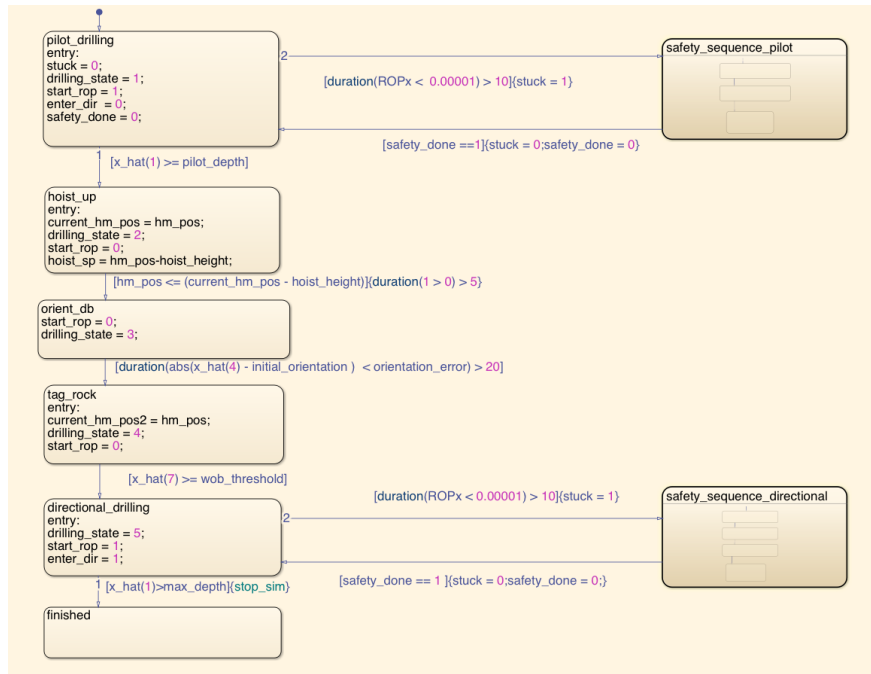 pilot_drilling
entry:
stuck = 0;
drilling_state = 1;
start_rop = 1;
enter_dir = 0;
safety_done = 0;
2
[duration(ROPx < 0.00001) > 10]{stuck = 1}
safety_sequence_pilot
[safety_done ==1]{stuck = 0;safety_done = 0}
1
[x_hat(1) >= pilot_depth]
hoist_up
entry:
current_hm_pos = hm_pos;
drilling_state = 2;
start_rop = 0;
hoist_sp = hm_pos-hoist_height;
[hm_pos <= (current_hm_pos - hoist_height)]{duration(1 > 0) > 5}
orient_db
start_rop = 0;
drilling_state = 3;
[duration(abs(x_hat(4) - initial_orientation ) < orientation_error) > 20]
tag_rock
entry:
current_hm_pos2 = hm_pos;
drilling_state = 4;
start_rop = 0;
[x_hat(7) >= wob_threshold]
directional_drilling
entry:
drilling_state = 5;
start_rop = 1;
enter_dir = 1;
2
[duration(ROPx < 0.00001) > 10]{stuck = 1}
safety_sequence_directional
[safety_done == 1 ]{stuck = 0;safety_done = 0;}
1
[x_hat(1)>max_depth]{stop_sim}
finished